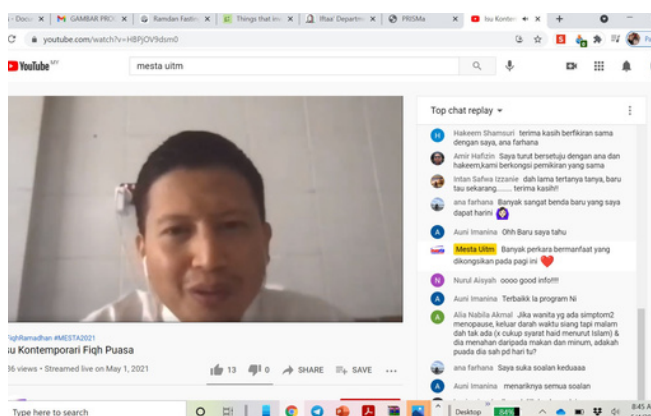 Docu
GAMBAR PRO
Ramdan Fastin
Things that inv
Iftaa' Departm
PRISMa
Isu Konten
youtube.com/watch?v=HBPjOV9dsm0
YouTube MY
mesta uitm
Top chat replay
Hakeem Shamsuri terima kasih berfikiran sama
dengan saya, ana farhana
Amir Hafizin Saya turut bersetuju dengan ana dan
hakeem,kami berkongsi pemikiran yang sama
Intan Safwa Izzanie dah lama tertanya tanya, baru
tau sekarang....... terima kasih!!
ana farhana Banyak sangat benda baru yang saya
dapat harini
Auni Imanina Ohh Baru saya tahu
Mesta Uitm Banyak perkara bermanfaat yang
dikongsikan pada pagi ini
Nurul Aisyah oooo good info!!!!
Auni Imanina Terbaikk la program Ni
Alia Nabila Akmal Jika wanita yg ada simptom2
menopause, keluar darah waktu siang tapi malam
dah tak ada (x cukup syarat haid menurut Islam) &
dia menahan daripada makan dan minum, adakah
puada dia sah pd hari tu?
ana farhana Saya suka soalan keduaaa
Auni Imanina menariknya semua soalan
FiqhRamadhan #MESTA2021
su Kontemporari Fiqh Puasa
36 views • Streamed live on May 1, 2021
13
0
SHARE
SAVE
Type here to search
Desktop
84%
8:45 A